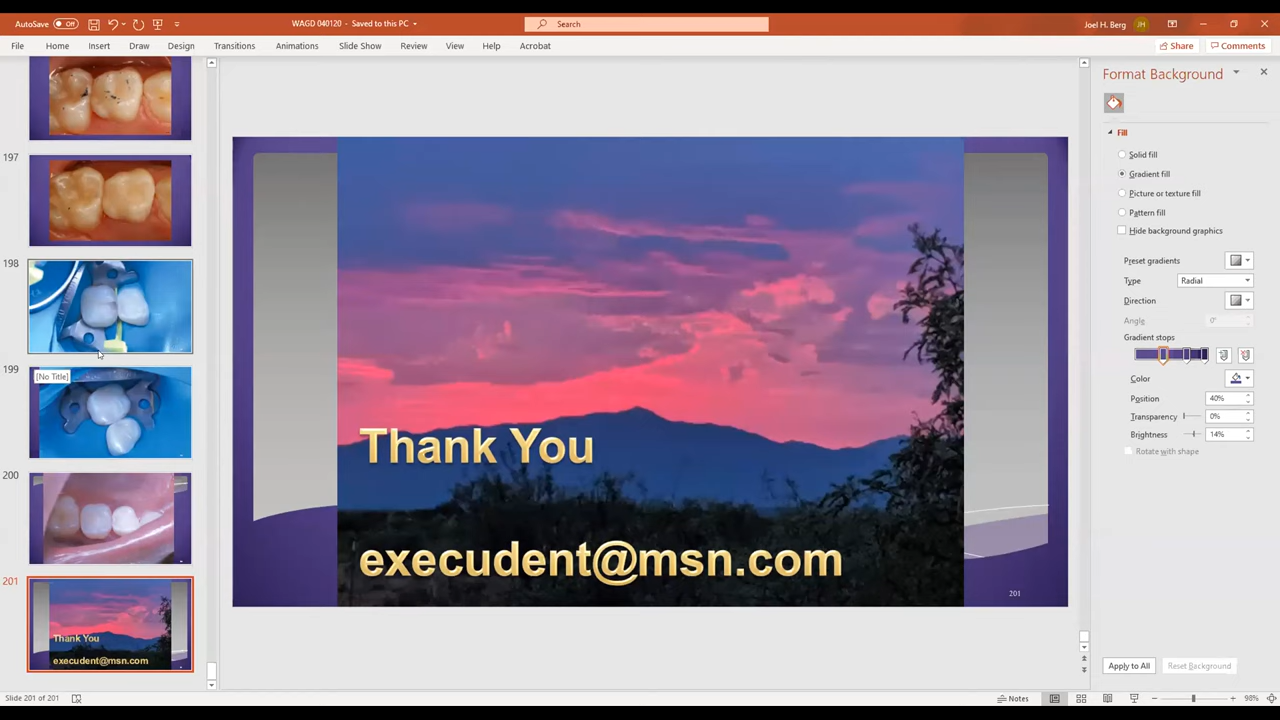 AutoSave Off
WAGD 040120 - Saved to this PC
Search
Joel H. Berg
JH
File Home Insert Draw Design Transitions Animations Slide Show Review View Help Acrobat
Share Comments
197
198
199
[No Title]
200
201
Thank You
execudent@msn.com
Thank You
execudent@msn.com
201
Format Background
Fill
Solid fill
Gradient fill
Picture or texture fill
Pattern fill
Hide background graphics
Preset gradients
Type Radial
Direction
Angle 0°
Gradient stops
Color
Position 40%
Transparency 0%
Brightness 14%
Rotate with shape
Apply to All Reset Background
Slide 201 of 201
Notes
98%